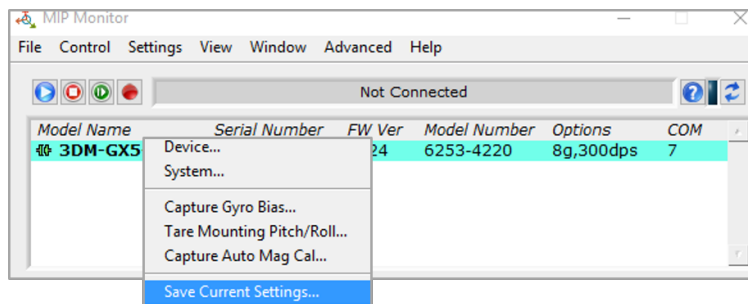 MIP Monitor
File Control Settings View Window Advanced Help
Not Connected
Model Name Serial Number FW Ver Model Number Options COM
3DM-GX5 24 6253-4220 8g,300dps 7
Device...
System...
Capture Gyro Bias...
Tare Mounting Pitch/Roll...
Capture Auto Mag Cal...
Save Current Settings...